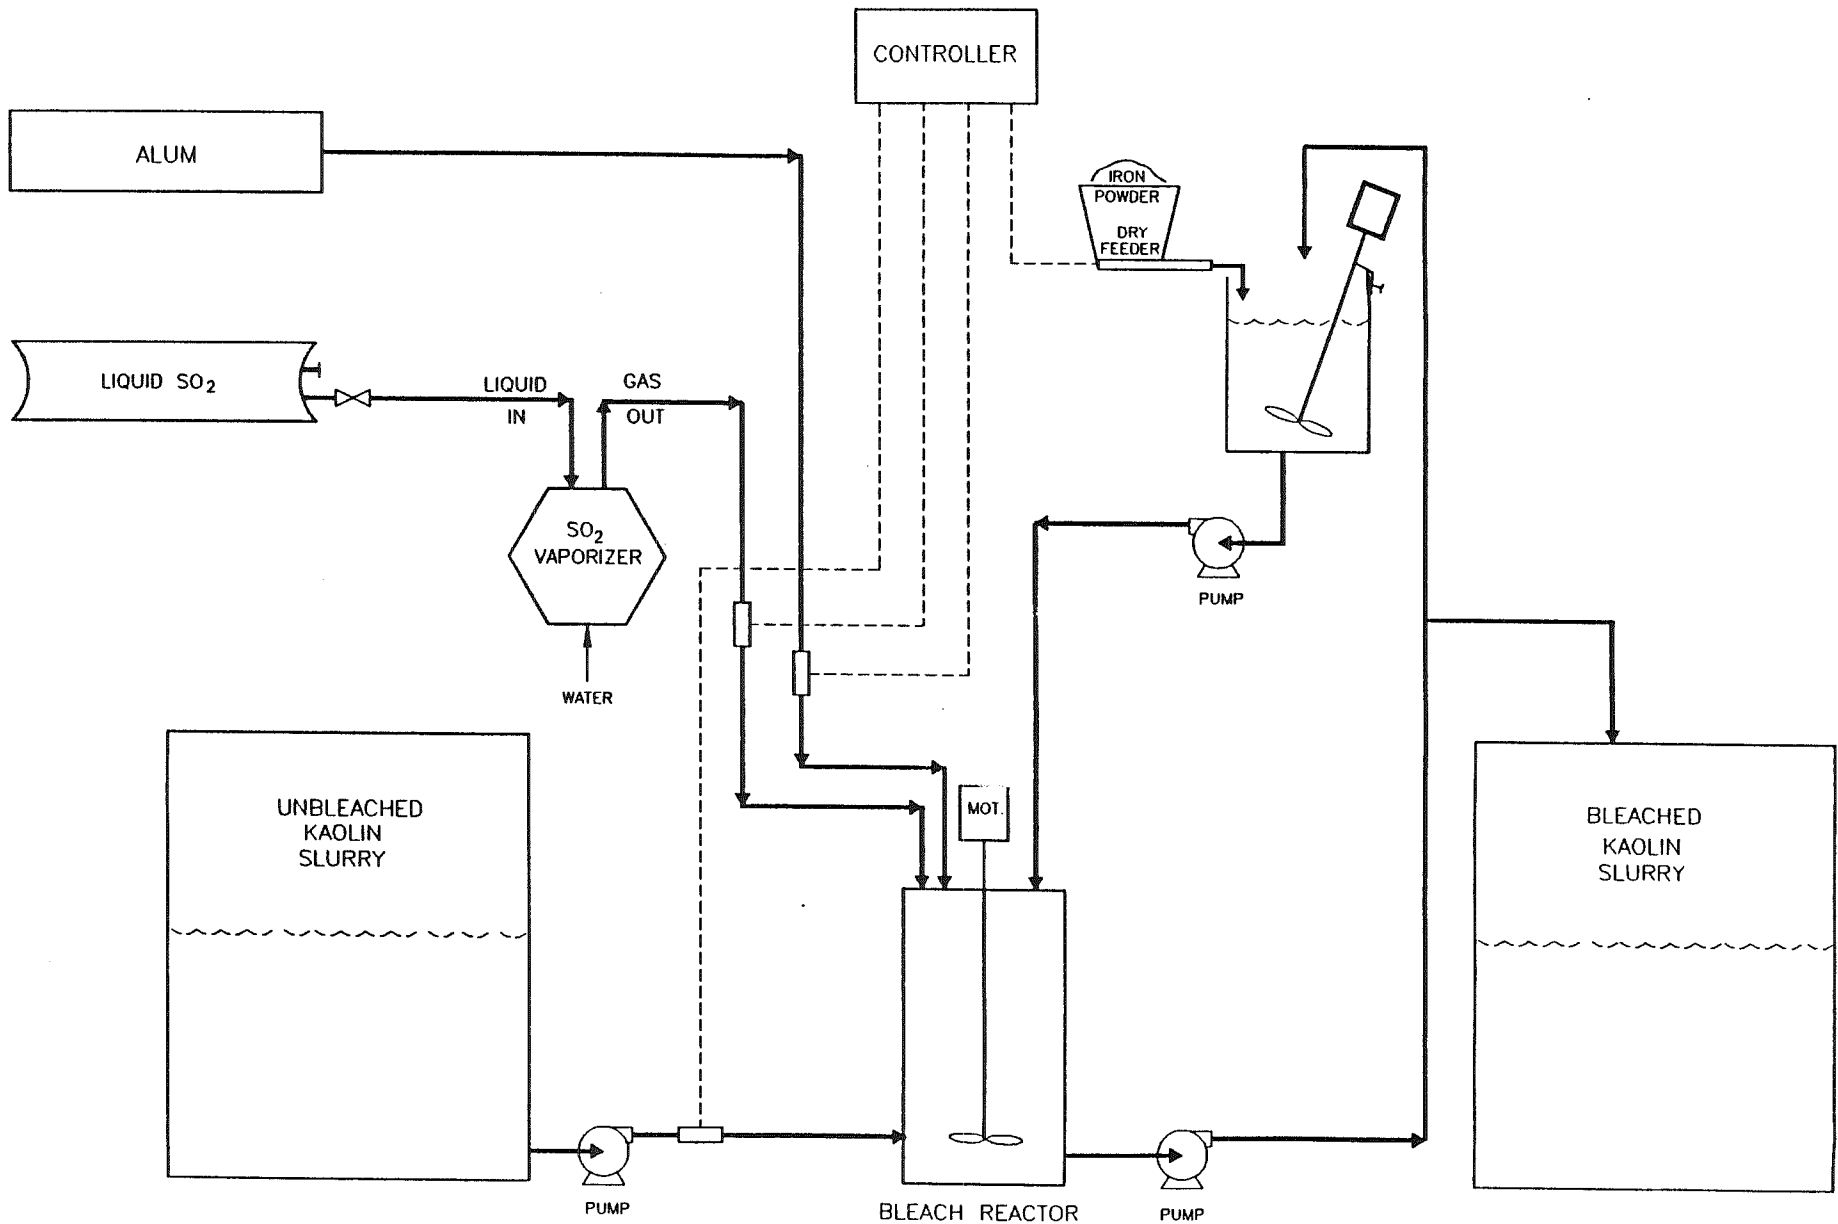 CONTROLLER
ALUM
IRON
POWDER
DRY
FEEDER
LIQUID SO2
LIQUID
IN
GAS
OUT
SO2
VAPORIZER
WATER
PUMP
UNBLEACHED
KAOLIN
SLURRY
MOT.
BLEACHED
KAOLIN
SLURRY
PUMP
BLEACH REACTOR
PUMP